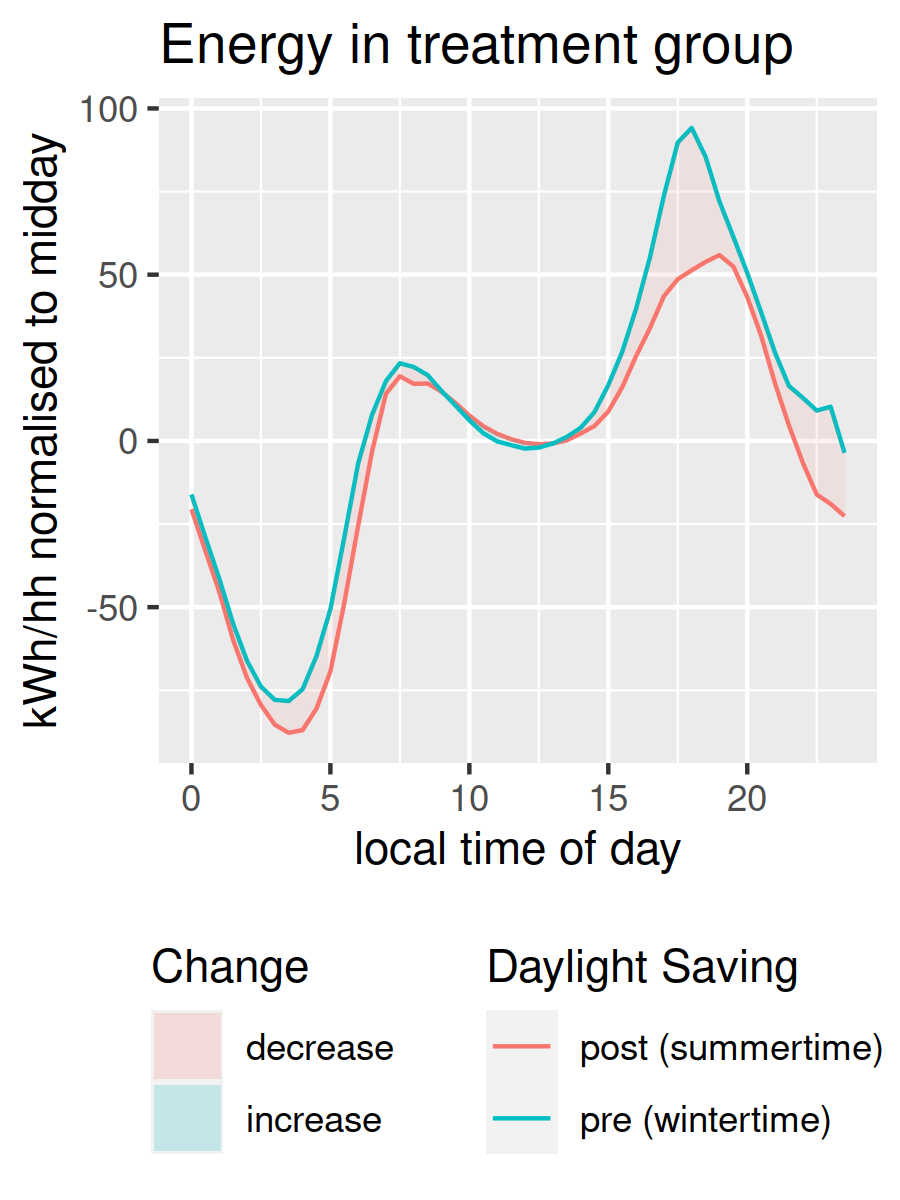 Energy in treatment group
kWh/hh normalised to midday
100
50
0
-50
0 5 10 15 20
local time of day
Change
decrease
increase
Daylight Saving
post (summertime)
pre (wintertime)